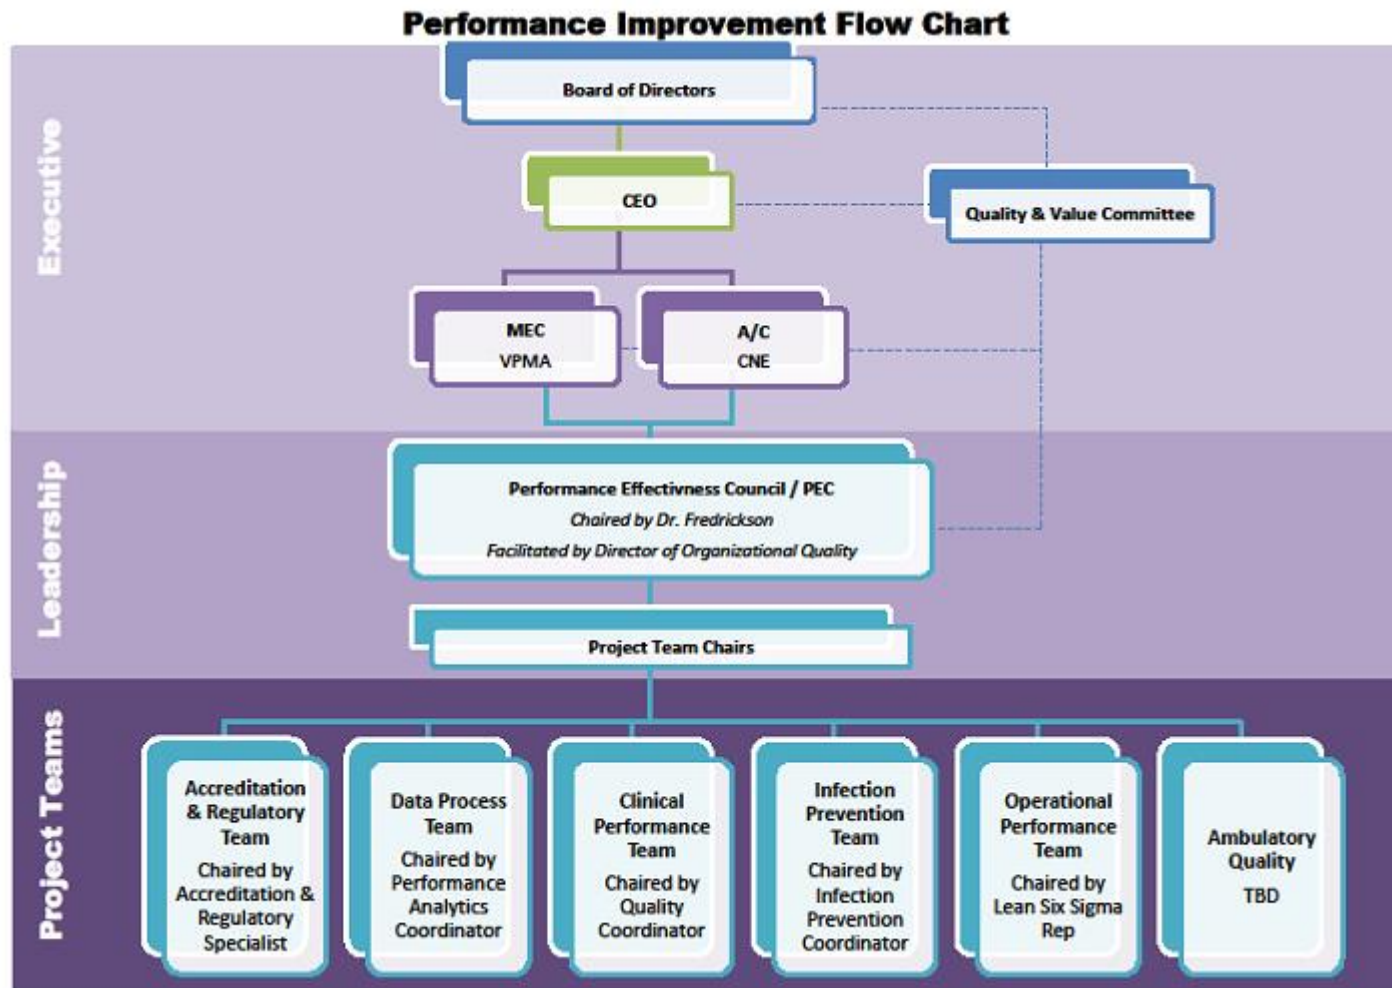 Performance Improvement Flow Chart
Executive
Board of Directors
CEO
Quality & Value Committee
MEC
VPMA
A/C
CNE
Leadership
Performance Effectivness Council / PEC
Chaired by Dr. Fredrickson
Facilitated by Director of Organizational Quality
Project Team Chairs
Project Teams
Accreditation
& Regulatory
Team
Chaired by
Accreditation &
Regulatory
Specialist
Data Process
Team
Chaired by
Performance
Analytics
Coordinator
Clinical
Performance
Team
Chaired by
Quality
Coordinator
Infection
Prevention
Team
Chaired by
Infection
Prevention
Coordinator
Operational
Performance
Team
Chaired by
Lean Six Sigma
Rep
Ambulatory
Quality
TBD